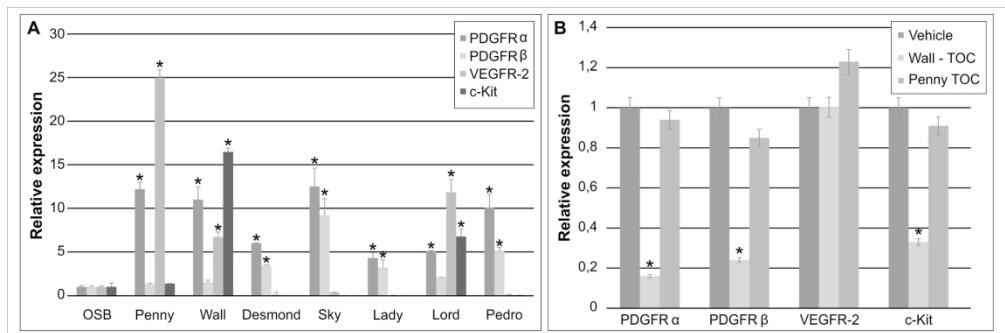 A
PDGFR α
PDGFR β
VEGFR-2
c-Kit
Relative expression
30
25
20
15
10
5
0
* * * * * * * * * * * * * * *
OSB Penny Wall Desmond Sky Lady Lord Pedro
B
Vehicle
Wall - TOC
Penny TOC
Relative expression
1,4
1,2
1
0,8
0,6
0,4
0,2
0
* * *
PDGFR α PDGFR β VEGFR-2 c-Kit